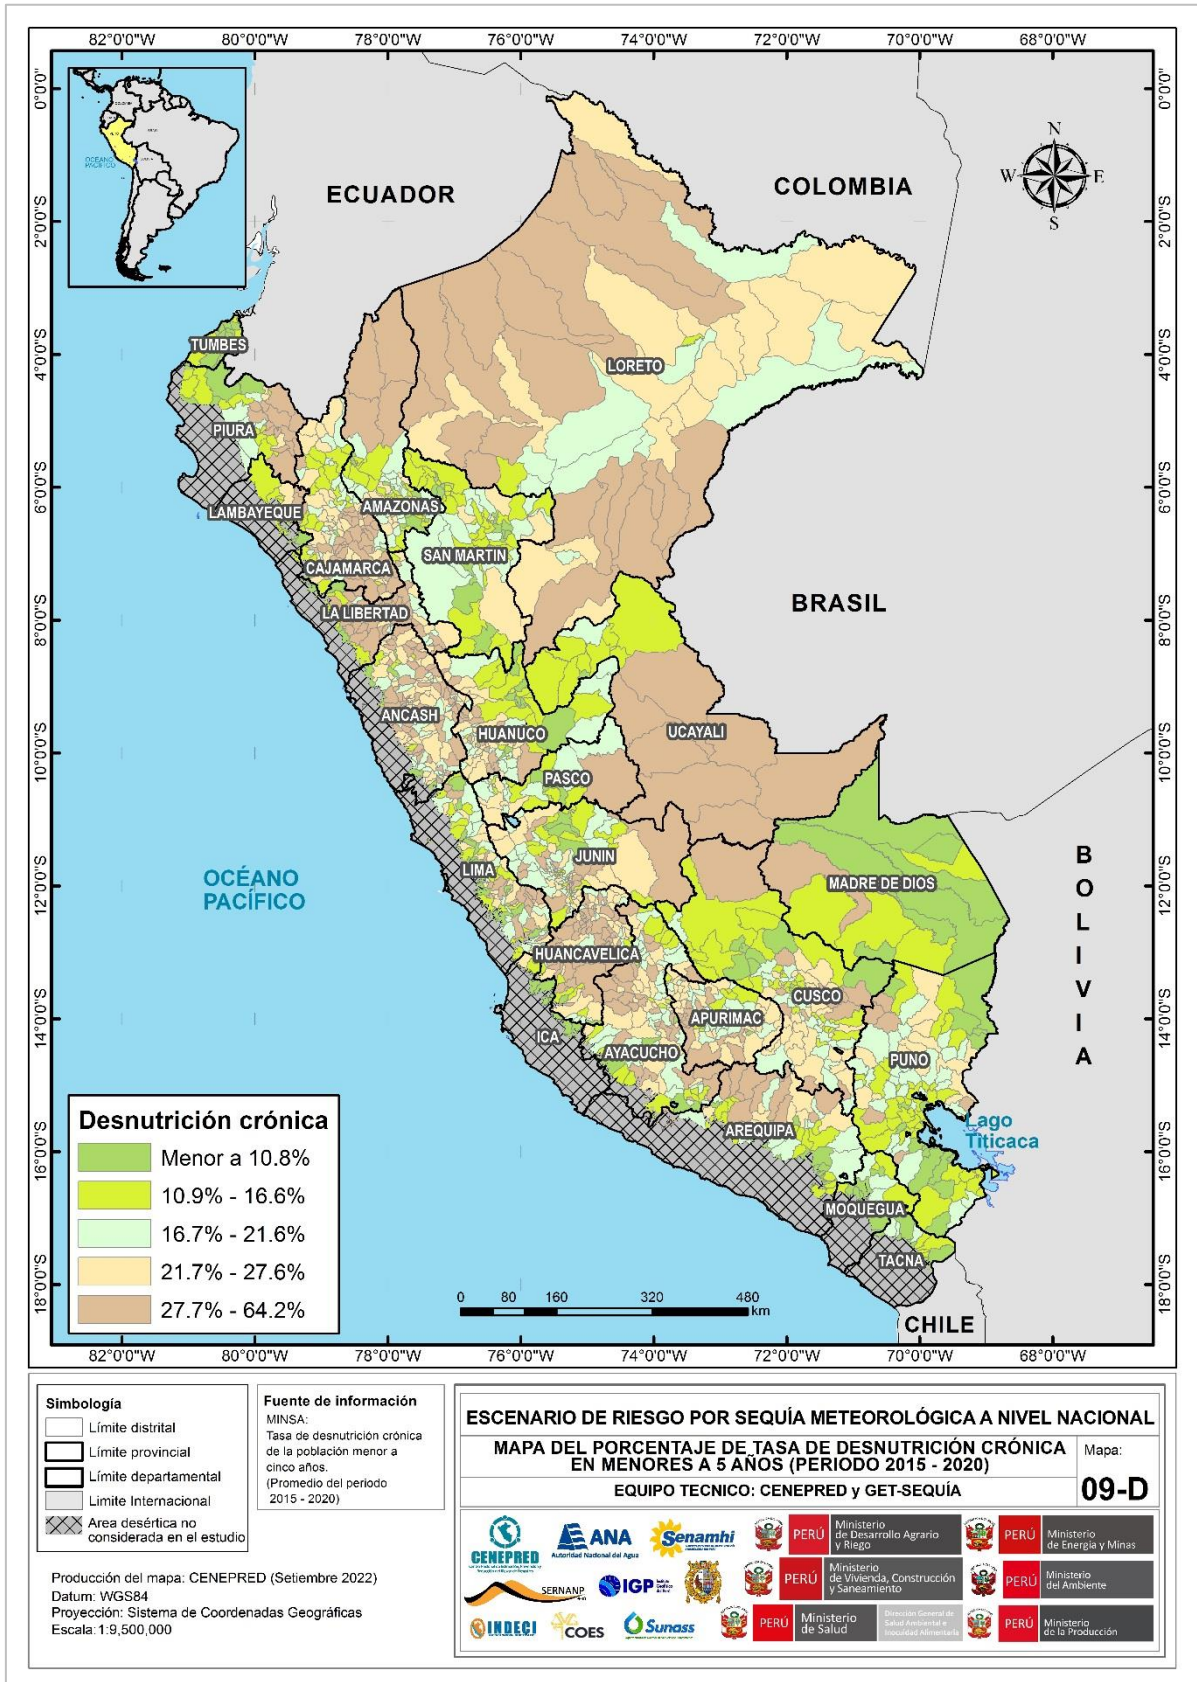 82°0'0"W 80°0'0"W 78°0'0"W 76°0'0"W 74°0'0"W 72°0'0"W 70°0'0"W 68°0'0"W
0°0'0"
2°0'0"S
4°0'0"S
6°0'0"S
8°0'0"S
10°0'0"S
12°0'0"S
14°0'0"S
16°0'0"S
18°0'0"S
OCÉANO
PACÍFICO
N
W E
S
ECUADOR
COLOMBIA
TUMBES
LORETO
PIURA
LAMBAYEQUE
AMAZONAS
SAN MARTIN
CAJAMARCA
LA LIBERTAD
BRASIL
ANCASH
HUANUCO
UCAYALI
PASCO
JUNIN
LIMA
MADRE DE DIOS
OCÉANO
PACÍFICO
BOLIVIA
HUANCAVELICA
CUSCO
APURIMAC
ICA
AYACUCHO
PUNO
AREQUIPA
Lago
Titicaca
MOQUEGUA
TACNA
CHILE
Desnutrición crónica
Menor a 10.8%
10.9% - 16.6%
16.7% - 21.6%
21.7% - 27.6%
27.7% - 64.2%
0 80 160 320 480
km
82°0'0"W 80°0'0"W 78°0'0"W 76°0'0"W 74°0'0"W 72°0'0"W 70°0'0"W 68°0'0"W
0°0'0"
2°0'0"S
4°0'0"S
6°0'0"S
8°0'0"S
10°0'0"S
12°0'0"S
14°0'0"S
16°0'0"S
18°0'0"S
Simbología
Límite distrital
Límite provincial
Límite departamental
Limite Internacional
Area desértica no
considerada en el estudio
Fuente de información
MINSA:
Tasa de desnutrición crónica
de la población menor a
cinco años.
(Promedio del periodo
2015 - 2020)
Producción del mapa: CENEPRED (Setiembre 2022)
Datum: WGS84
Proyección: Sistema de Coordenadas Geográficas
Escala: 1:9,500,000
ESCENARIO DE RIESGO POR SEQUÍA METEOROLÓGICA A NIVEL NACIONAL
MAPA DEL PORCENTAJE DE TASA DE DESNUTRICIÓN CRÓNICA
EN MENORES A 5 AÑOS (PERIODO 2015 - 2020)
EQUIPO TECNICO: CENEPRED y GET-SEQUÍA
Mapa:
09-D
CENEPRED
ANA
Autoridad Nacional del Agua
Senamhi
PERÚ Ministerio
de Desarrollo Agrario
y Riego
PERÚ Ministerio
de Energía y Minas
SERNANP
IGP
PERÚ Ministerio
de Vivienda, Construcción
y Saneamiento
PERÚ Ministerio
del Ambiente
INDECI
COES
Sunass
PERÚ Ministerio
de Salud
Dirección General de
Salud Ambiental e
Inocuidad Alimentaria
PERÚ Ministerio
de la Producción